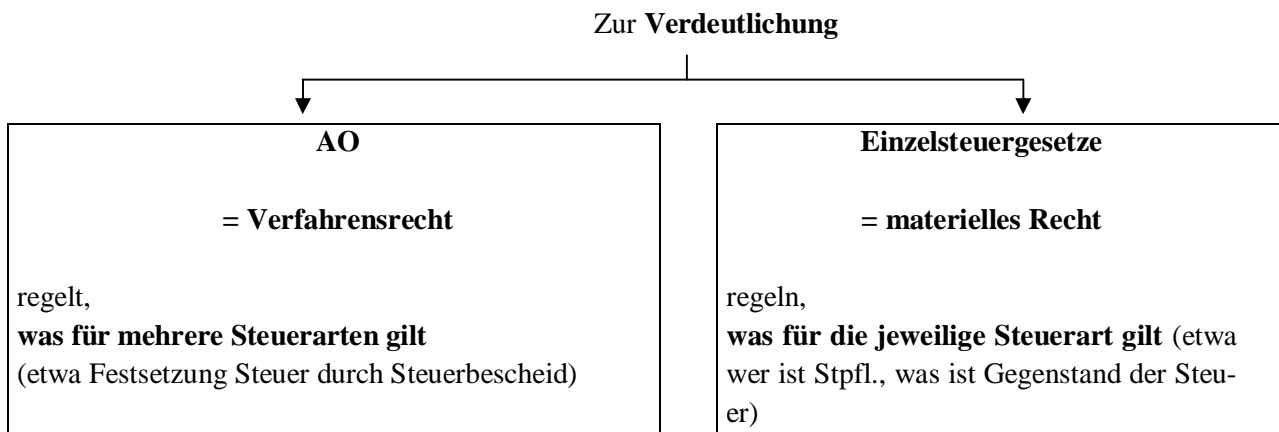 Zur Verdeutlichung
AO
= Verfahrensrecht
regelt,
was für mehrere Steuerarten gilt
(etwa Festsetzung Steuer durch Steuerbescheid)
Einzelsteuergesetze
= materielles Recht
regeln,
was für die jeweilige Steuerart gilt (etwa
wer ist Stpfl., was ist Gegenstand der Steu-
er)